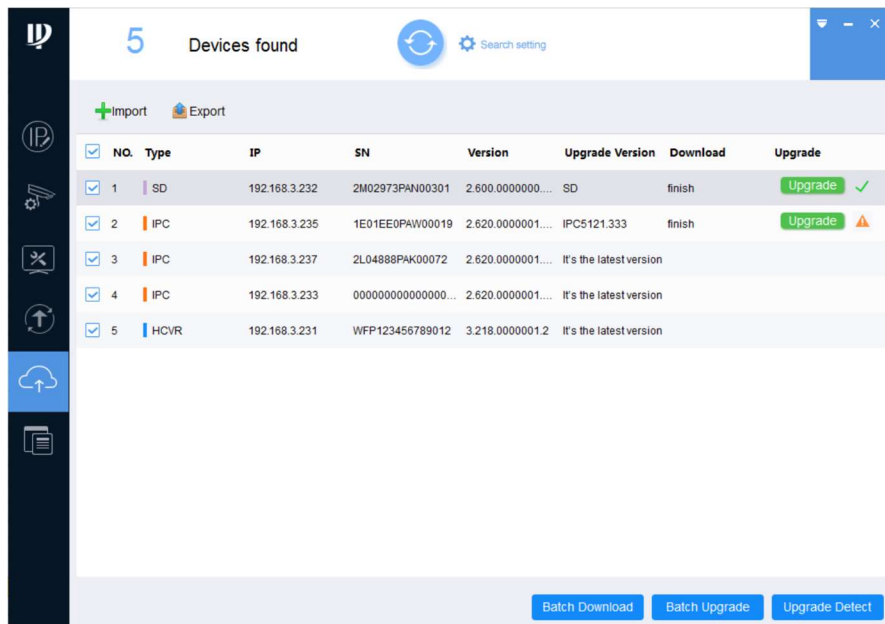 5 Devices found Search setting
Import Export
NO. Type IP SN Version Upgrade Version Download Upgrade
1 SD 192.168.3.232 2M02973PAN00301 2.600.0000000.... SD finish Upgrade
2 IPC 192.168.3.235 1E01EE0PAW00019 2.620.0000001.... IPC5121.333 finish Upgrade
3 IPC 192.168.3.237 2L04888PAK00072 2.620.0000001.... It's the latest version
4 IPC 192.168.3.233 000000000000000... 2.620.0000001.... It's the latest version
5 HCVR 192.168.3.231 WFP123456789012 3.218.0000001.2 It's the latest version
Batch Download Batch Upgrade Upgrade Detect